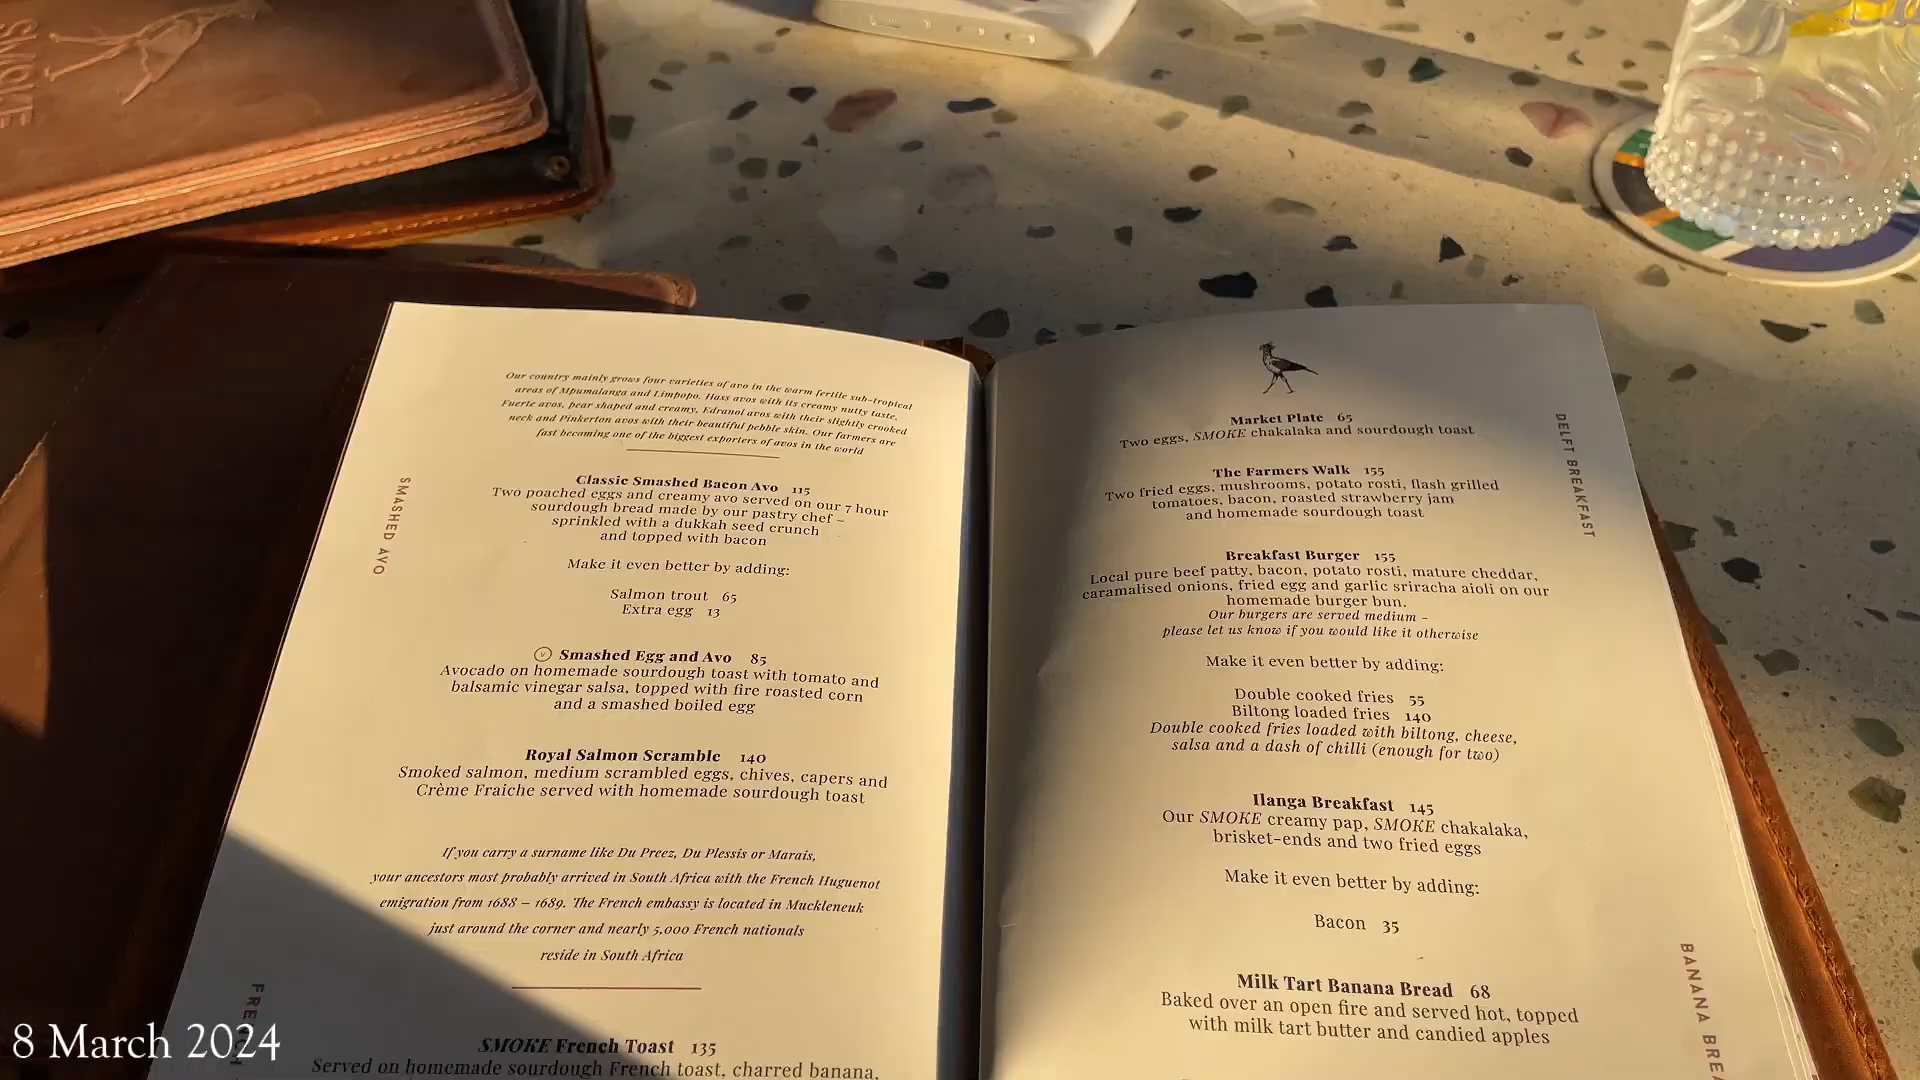 SMOKE
Our country mainly grows four varieties of avo in the warm fertile sub-tropical
areas of Mpumalanga and Limpopo. Hass avos with its creamy nutty taste,
Fuerte avos, pear shaped and creamy, Edranol avos with their slightly crooked
neck and Pinkerton avos with their beautiful pebble skin. Our farmers are
fast becoming one of the biggest exporters of avos in the world
SMASHED AVO
Classic Smashed Bacon Avo 115
Two poached eggs and creamy avo served on our 7 hour
sourdough bread made by our pastry chef –
sprinkled with a dukkah seed crunch
and topped with bacon
Make it even better by adding:
Salmon trout 65
Extra egg 13
V Smashed Egg and Avo 85
Avocado on homemade sourdough toast with tomato and
balsamic vinegar salsa, topped with fire roasted corn
and a smashed boiled egg
Royal Salmon Scramble 140
Smoked salmon, medium scrambled eggs, chives, capers and
Crème Fraiche served with homemade sourdough toast
If you carry a surname like Du Preez, Du Plessis or Marais,
your ancestors most probably arrived in South Africa with the French Huguenot
emigration from 1688 – 1689. The French embassy is located in Muckleneuk
just around the corner and nearly 5,000 French nationals
reside in South Africa
SMOKE French Toast 135
Served on homemade sourdough French toast, charred banana,
DELFT BREAKFAST
Market Plate 65
Two eggs, SMOKE chakalaka and sourdough toast
The Farmers Walk 155
Two fried eggs, mushrooms, potato rosti, flash grilled
tomatoes, bacon, roasted strawberry jam
and homemade sourdough toast
Breakfast Burger 155
Local pure beef patty, bacon, potato rosti, mature cheddar,
caramalised onions, fried egg and garlic sriracha aioli on our
homemade burger bun.
Our burgers are served medium –
please let us know if you would like it otherwise
Make it even better by adding:
Double cooked fries 55
Biltong loaded fries 140
Double cooked fries loaded with biltong, cheese,
salsa and a dash of chilli (enough for two)
Ilanga Breakfast 145
Our SMOKE creamy pap, SMOKE chakalaka,
brisket-ends and two fried eggs
Make it even better by adding:
Bacon 35
BANANA BREA
Milk Tart Banana Bread 68
Baked over an open fire and served hot, topped
with milk tart butter and candied apples
8 March 2024